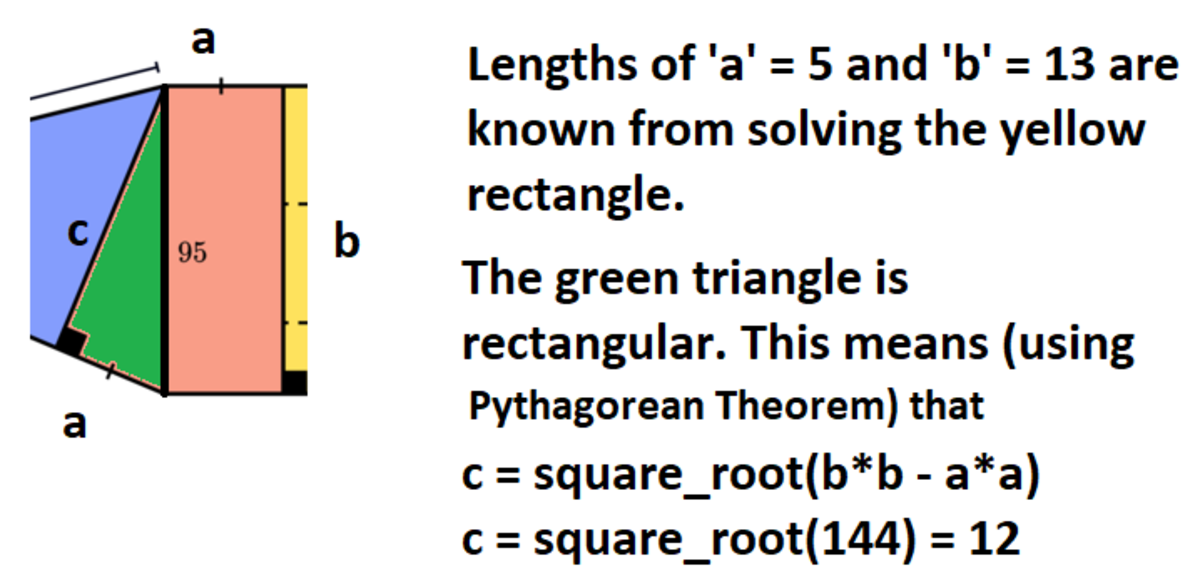 a
c
95
b
a
Lengths of 'a' = 5 and 'b' = 13 are
known from solving the yellow
rectangle.
The green triangle is
rectangular. This means (using
Pythagorean Theorem) that
c = square_root(b*b - a*a)
c = square_root(144) = 12